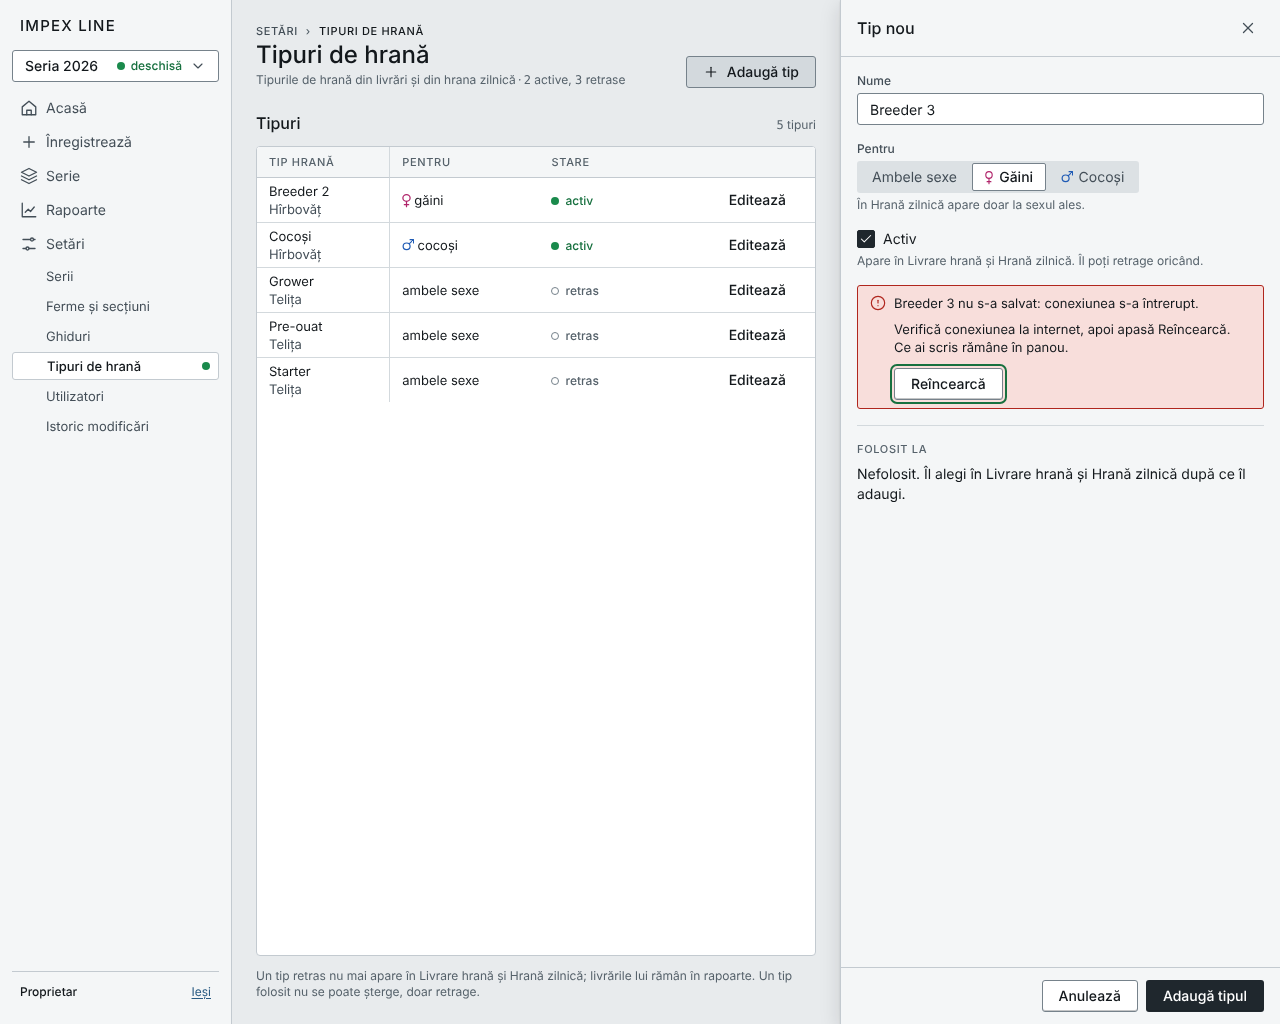 IMPEX LINE
Seria 2026 deschisă
Acasă
Înregistrează
Serie
Rapoarte
Setări
Serii
Ferme și secțiuni
Ghiduri
Tipuri de hrană
Utilizatori
Istoric modificări
Proprietar Ieși
SETĂRI › TIPURI DE HRANĂ
Tipuri de hrană
Tipurile de hrană din livrări și din hrana zilnică · 2 active, 3 retrase
Adaugă tip
Tipuri 5 tipuri
TIP HRANĂ PENTRU STARE
Breeder 2
Hîrbovăț
♀ găini activ Editează
Cocoși
Hîrbovăț
♂ cocoși activ Editează
Grower
Telița
ambele sexe retras Editează
Pre-ouat
Telița
ambele sexe retras Editează
Starter
Telița
ambele sexe retras Editează
Un tip retras nu mai apare în Livrare hrană și Hrană zilnică; livrările lui rămân în rapoarte. Un tip
folosit nu se poate șterge, doar retrage.
Tip nou
Nume
Breeder 3
Pentru
Ambele sexe ♀ Găini ♂ Cocoși
În Hrană zilnică apare doar la sexul ales.
Activ
Apare în Livrare hrană și Hrană zilnică. Îl poți retrage oricând.
Breeder 3 nu s-a salvat: conexiunea s-a întrerupt.
Verifică conexiunea la internet, apoi apasă Reîncearcă.
Ce ai scris rămâne în panou.
Reîncearcă
FOLOSIT LA
Nefolosit. Îl alegi în Livrare hrană și Hrană zilnică după ce îl
adaugi.
Anulează Adaugă tipul